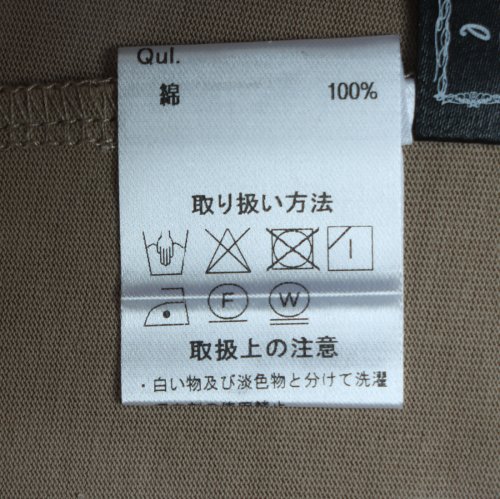 Qul.
綿 100%
取り扱い方法
F W
取扱上の注意
・白い物及び淡色物と分けて洗濯
e